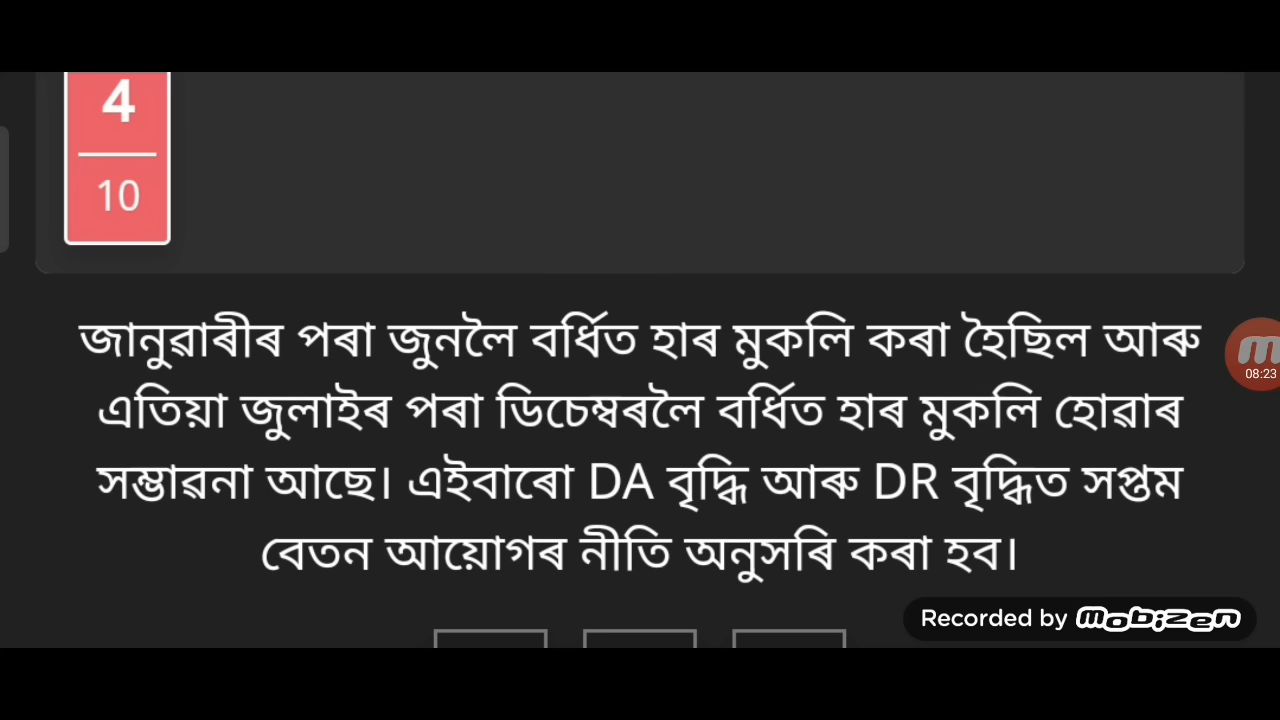 4
10
জানুৱাৰীৰ পৰা জুনলৈ বৰ্ধিত হাৰ মুকলি কৰা হৈছিল আৰু
এতিয়া জুলাইৰ পৰা ডিচেম্বৰলৈ বৰ্ধিত হাৰ মুকলি হোৱাৰ
সম্ভাৱনা আছে। এইবাৰো DA বৃদ্ধি আৰু DR বৃদ্ধিত সপ্তম
বেতন আয়োগৰ নীতি অনুসৰি কৰা হব।
08:23
Recorded by mobizen